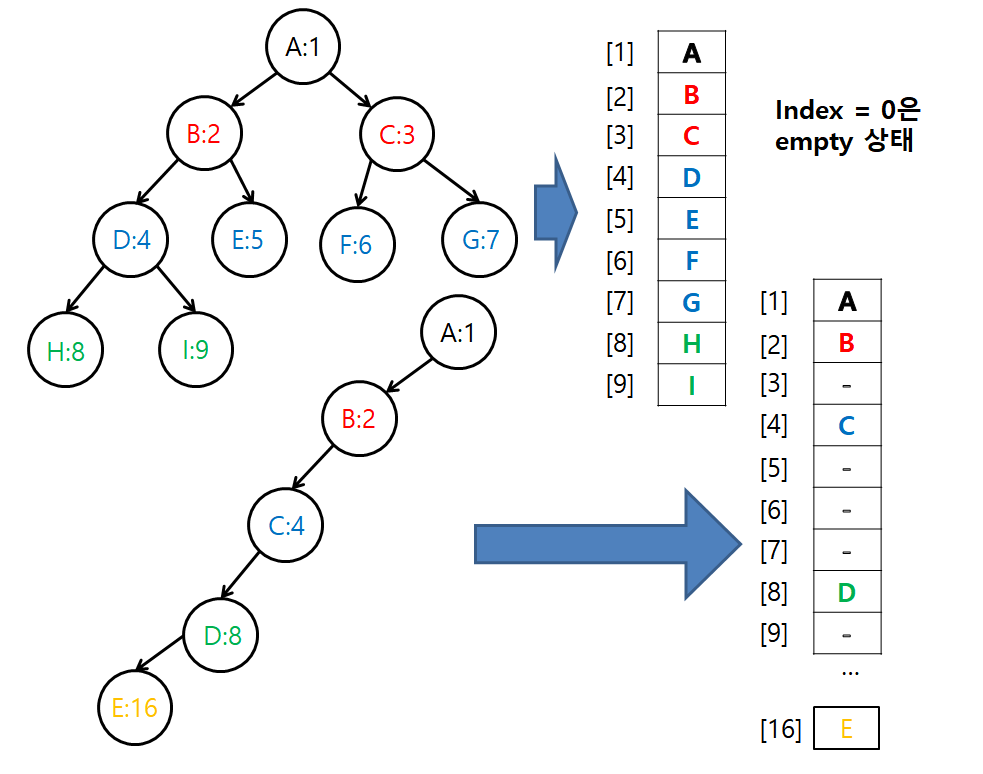 A:1
B:2
C:3
D:4
E:5
F:6
G:7
H:8
I:9
[1] A
[2] B
[3] C
[4] D
[5] E
[6] F
[7] G
[8] H
[9] I
Index = 0은
empty 상태
A:1
B:2
C:4
D:8
E:16
[1] A
[2] B
[3] -
[4] C
[5] -
[6] -
[7] -
[8] D
[9] -
...
[16] E